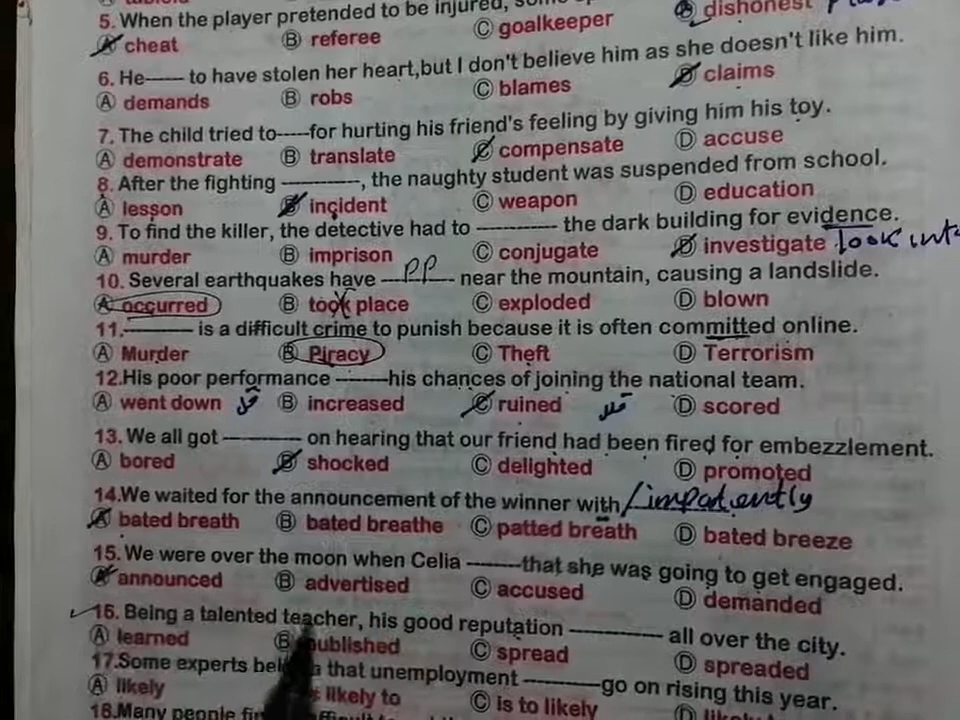 5. When the player pretended to be injured,
Ⓐ cheat Ⓑ referee Ⓒ goalkeeper Ⓓ dishonest
6. He---- to have stolen her heart,but I don't believe him as she doesn't like him.
Ⓐ demands Ⓑ robs Ⓒ blames Ⓓ claims
7. The child tried to-----for hurting his friend's feeling by giving him his toy.
Ⓐ demonstrate Ⓑ translate Ⓒ compensate Ⓓ accuse
8. After the fighting ----------, the naughty student was suspended from school.
Ⓐ lesson Ⓑ incident Ⓒ weapon Ⓓ education
9. To find the killer, the detective had to ---------- the dark building for evidence.
Ⓐ murder Ⓑ imprison Ⓒ conjugate Ⓓ investigate look into
10. Several earthquakes have --PP-- near the mountain, causing a landslide.
Ⓐ occurred Ⓑ took place Ⓒ exploded Ⓓ blown
11.--------- is a difficult crime to punish because it is often committed online.
Ⓐ Murder Ⓑ Piracy Ⓒ Theft Ⓓ Terrorism
12.His poor performance -------his chances of joining the national team.
Ⓐ went down Ⓑ increased Ⓒ ruined Ⓓ scored
13. We all got ---------- on hearing that our friend had been fired for embezzlement.
Ⓐ bored Ⓑ shocked Ⓒ delighted Ⓓ promoted
14.We waited for the announcement of the winner with / impatiently
Ⓐ bated breath Ⓑ bated breathe Ⓒ patted breath Ⓓ bated breeze
15. We were over the moon when Celia -------that she was going to get engaged.
Ⓐ announced Ⓑ advertised Ⓒ accused Ⓓ demanded
16. Being a talented teacher, his good reputation ------------ all over the city.
Ⓐ learned Ⓑ published Ⓒ spread Ⓓ spreaded
17.Some experts that unemployment ----------go on rising this year.
Ⓐ likely likely to Ⓒ is to likely
18.Many people